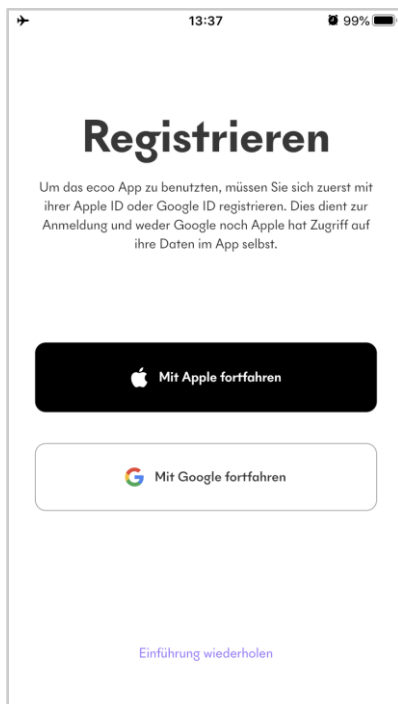 13:37
99%
Registrieren
Um das ecoo App zu benutzten, müssen Sie sich zuerst mit
ihrer Apple ID oder Google ID registrieren. Dies dient zur
Anmeldung und weder Google noch Apple hat Zugriff auf
ihre Daten im App selbst.
Mit Apple fortfahren
Mit Google fortfahren
Einführung wiederholen